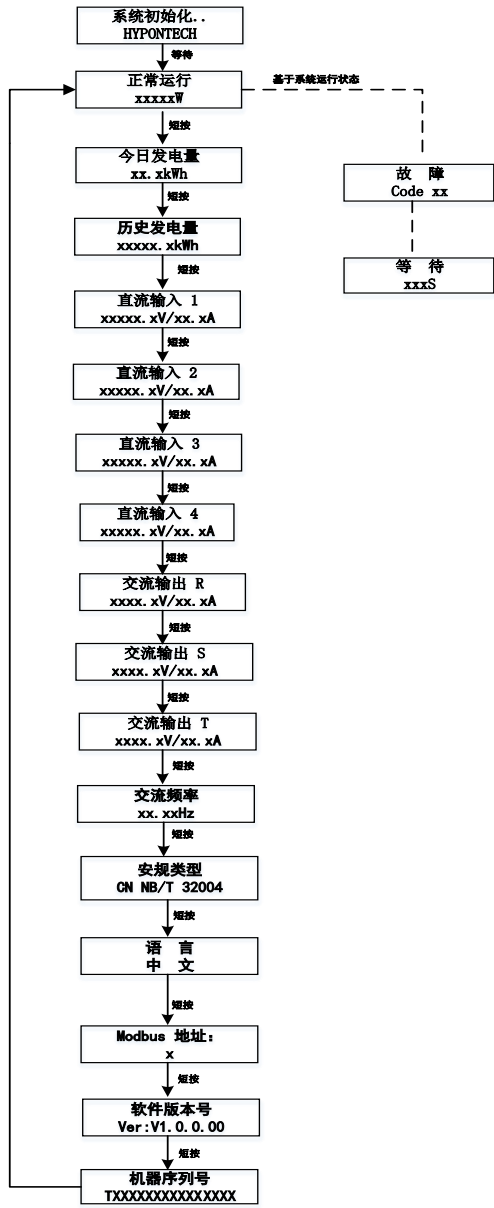 系统初始化..
HYPONTECH
等待
正常运行
xxxxxW
基于系统运行状态
短按
故 障
Code xx
今日发电量
xx.xkWh
短按
等 待
xxxS
历史发电量
xxxxx.xkWh
短按
直流输入 1
xxxxx.xV/xx.xA
短按
直流输入 2
xxxxx.xV/xx.xA
短按
直流输入 3
xxxxx.xV/xx.xA
短按
直流输入 4
xxxxx.xV/xx.xA
短按
交流输出 R
xxxx.xV/xx.xA
短按
交流输出 S
xxxx.xV/xx.xA
短按
交流输出 T
xxxx.xV/xx.xA
短按
交流频率
xx.xxHz
短按
安规类型
CN NB/T 32004
短按
语 言
中 文
短按
Modbus 地址:
x
短按
软件版本号
Ver:V1.0.0.00
短按
机器序列号
TXXXXXXXXXXXXXXX